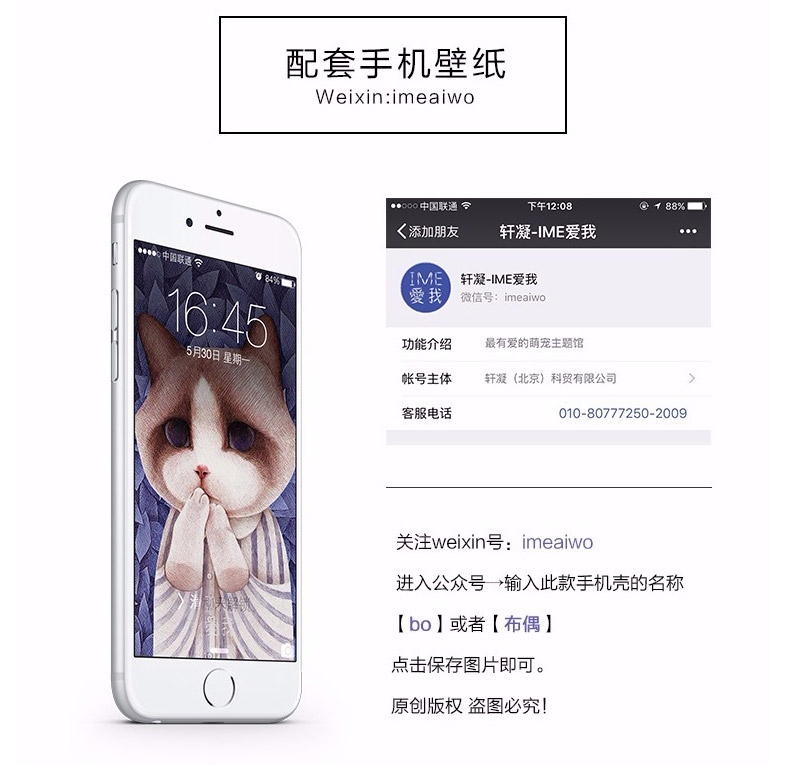 配套手机壁纸
Weixin:imeaiwo
中国联通
84%
16:45
5月30日 星期一
中国联通 下午12:08 88%
添加朋友 轩凝-IME爱我
IME
愛我
轩凝-IME爱我
微信号：imeaiwo
功能介绍 最有爱的萌宠主题馆
帐号主体 轩凝（北京）科贸有限公司
客服电话 010-80777250-2009
关注weixin号：imeaiwo
进入公众号→输入此款手机壳的名称
【bo】或者【布偶】
点击保存图片即可。
原创版权 盗图必究！